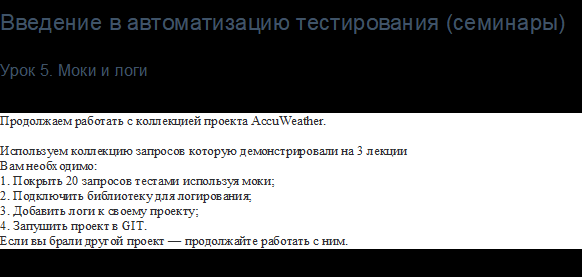 Введение в автоматизацию тестирования (семинары)
Урок 5. Моки и логи
Продолжаем работать с коллекцией проекта AccuWeather.
Используем коллекцию запросов которую демонстрировали на 3 лекции
Вам необходимо:
1. Покрыть 20 запросов тестами используя моки;
2. Подключить библиотеку для логирования;
3. Добавить логи к своему проекту;
4. Запушить проект в GIT.
Если вы брали другой проект — продолжайте работать с ним.